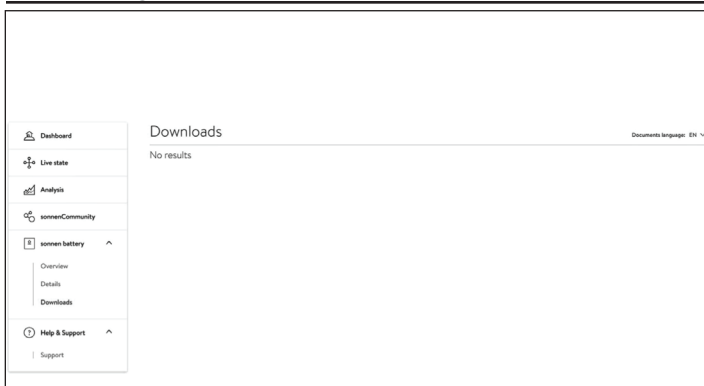 Dashboard
Live state
Analysis
sonnenCommunity
sonnen battery
Overview
Details
Downloads
Help & Support
Support
Downloads
Documents language: EN
No results